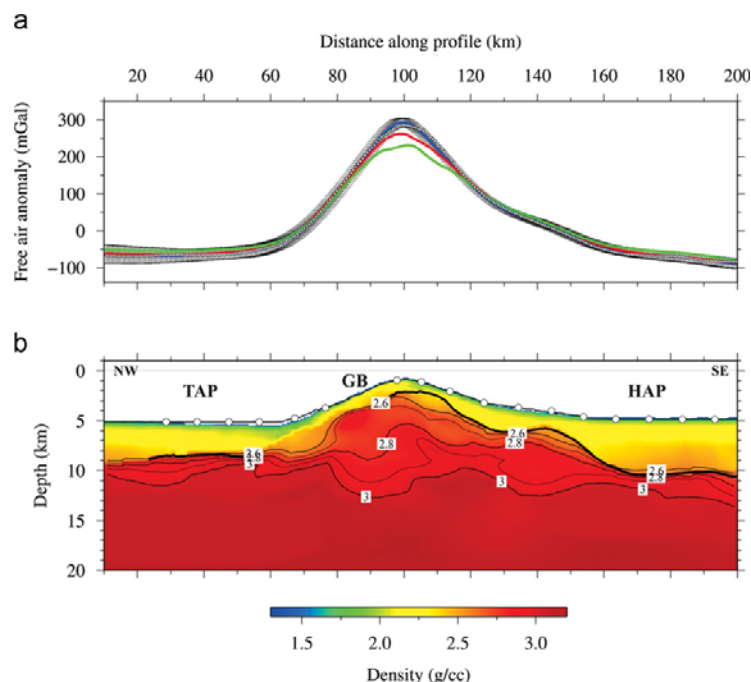 a
Distance along profile (km)
20 40 60 80 100 120 140 160 180 200
Free air anomaly (mGal)
300
200
100
0
−100
b
NW SE
TAP GB HAP
Depth (km)
0
5
10
15
20
2.6
2.8
3
2.6
2.8
3
2.6
2.8
3
2.6
2.8
3
1.5 2.0 2.5 3.0
Density (g/cc)